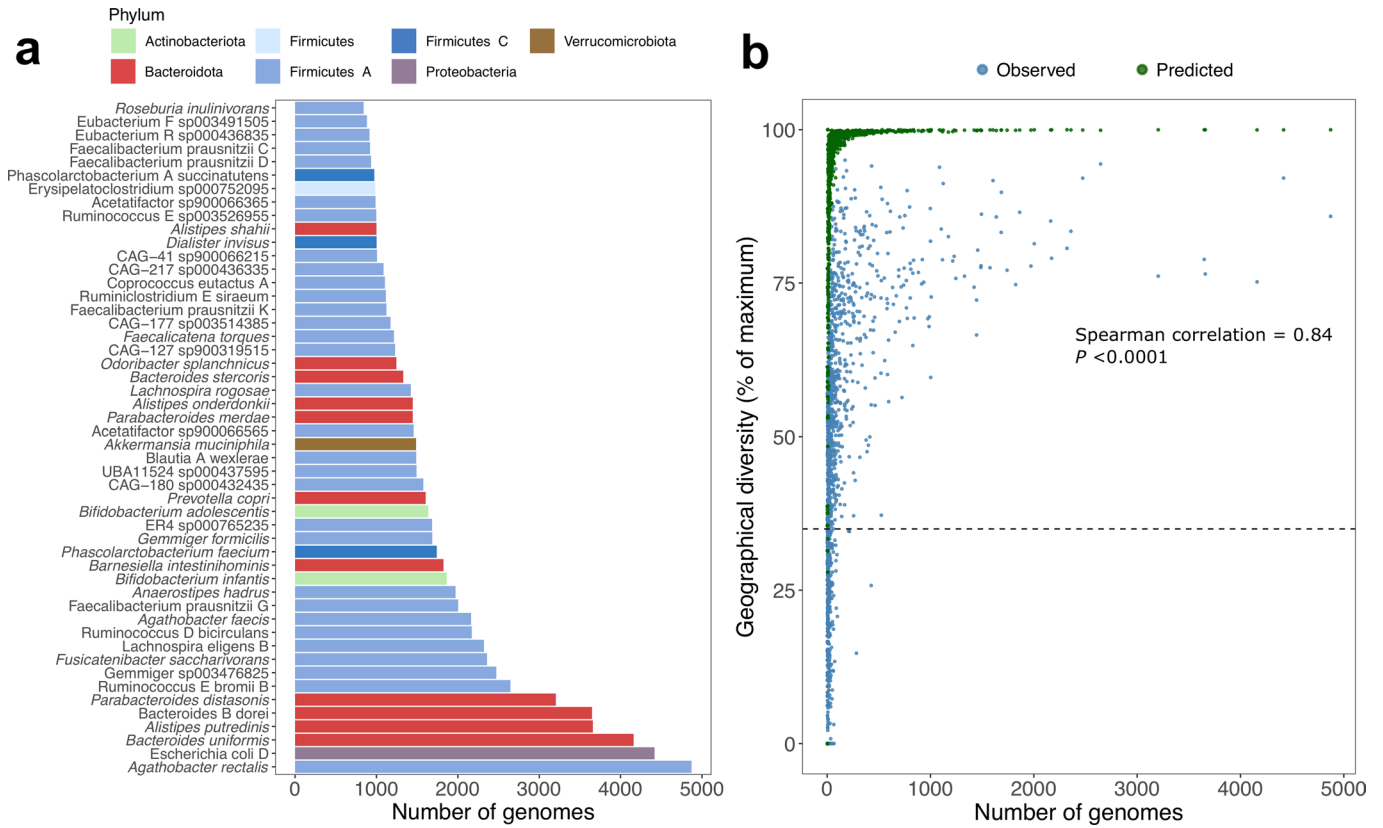 a
Phylum
Actinobacteriota
Firmicutes
Firmicutes C
Verrucomicrobiota
Bacteroidota
Firmicutes A
Proteobacteria
Roseburia inulinivorans
Eubacterium F sp003491505
Eubacterium R sp000436835
Faecalibacterium prausnitzii C
Faecalibacterium prausnitzii D
Phascolarctobacterium A succinatutens
Erysipelatoclostridium sp000752095
Acetatifactor sp900066365
Ruminococcus E sp003526955
Alistipes shahii
Dialister invisus
CAG−41 sp900066215
CAG−217 sp000436335
Coprococcus eutactus A
Ruminiclostridium E siraeum
Faecalibacterium prausnitzii K
CAG−177 sp003514385
Faecalicatena torques
CAG−127 sp900319515
Odoribacter splanchnicus
Bacteroides stercoris
Lachnospira rogosae
Alistipes onderdonkii
Parabacteroides merdae
Acetatifactor sp900066565
Akkermansia muciniphila
Blautia A wexlerae
UBA11524 sp000437595
CAG−180 sp000432435
Prevotella copri
Bifidobacterium adolescentis
ER4 sp000765235
Gemmiger formicilis
Phascolarctobacterium faecium
Barnesiella intestinihominis
Bifidobacterium infantis
Anaerostipes hadrus
Faecalibacterium prausnitzii G
Agathobacter faecis
Ruminococcus D bicirculans
Lachnospira eligens B
Fusicatenibacter saccharivorans
Gemmiger sp003476825
Ruminococcus E bromii B
Parabacteroides distasonis
Bacteroides B dorei
Alistipes putredinis
Bacteroides uniformis
Escherichia coli D
Agathobacter rectalis
0 1000 2000 3000 4000 5000
Number of genomes
b
Observed
Predicted
Geographical diversity (% of maximum)
100
75
50
25
0
Spearman correlation = 0.84
P <0.0001
0 1000 2000 3000 4000 5000
Number of genomes